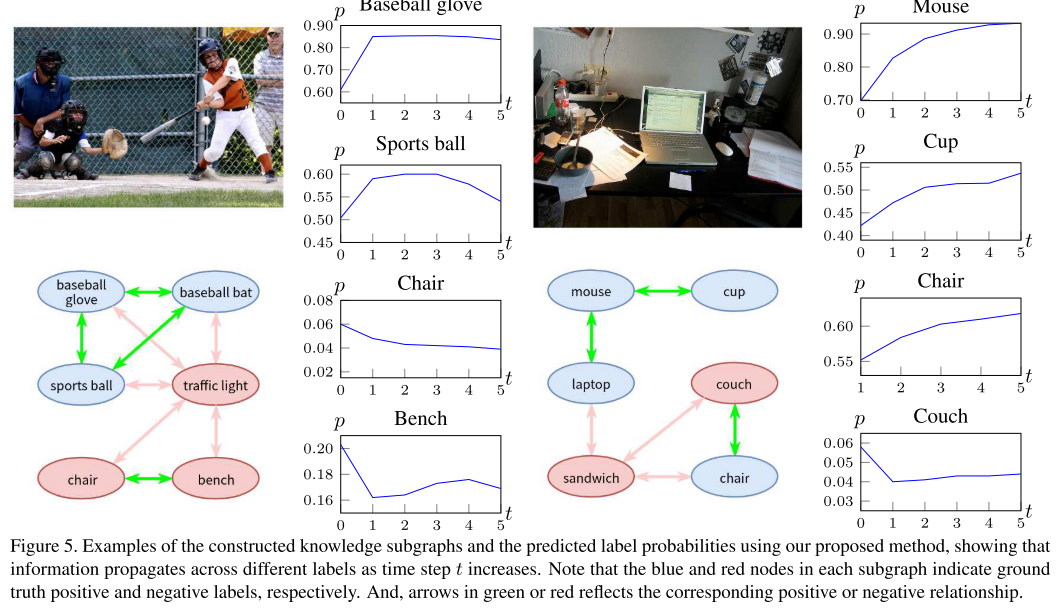 Baseball glove
p
0.90
0.80
0.70
0.60
0 1 2 3 4 5 t
Sports ball
p
0.60
0.55
0.50
0.45
0 1 2 3 4 5 t
Chair
p
0.08
0.06
0.04
0.02
0 1 2 3 4 5 t
Bench
p
0.20
0.18
0.16
0 1 2 3 4 5 t
baseball
glove
baseball bat
sports ball
traffic light
chair
bench
Mouse
p
0.90
0.80
0.70
0 1 2 3 4 5 t
Cup
p
0.55
0.50
0.45
0.40
0 1 2 3 4 5 t
Chair
p
0.60
0.55
1 2 3 4 5 t
Couch
p
0.06
0.05
0.04
0.03
0 1 2 3 4 5 t
mouse
cup
laptop
couch
sandwich
chair
Figure 5. Examples of the constructed knowledge subgraphs and the predicted label probabilities using our proposed method, showing that
information propagates across different labels as time step t increases. Note that the blue and red nodes in each subgraph indicate ground
truth positive and negative labels, respectively. And, arrows in green or red reflects the corresponding positive or negative relationship.